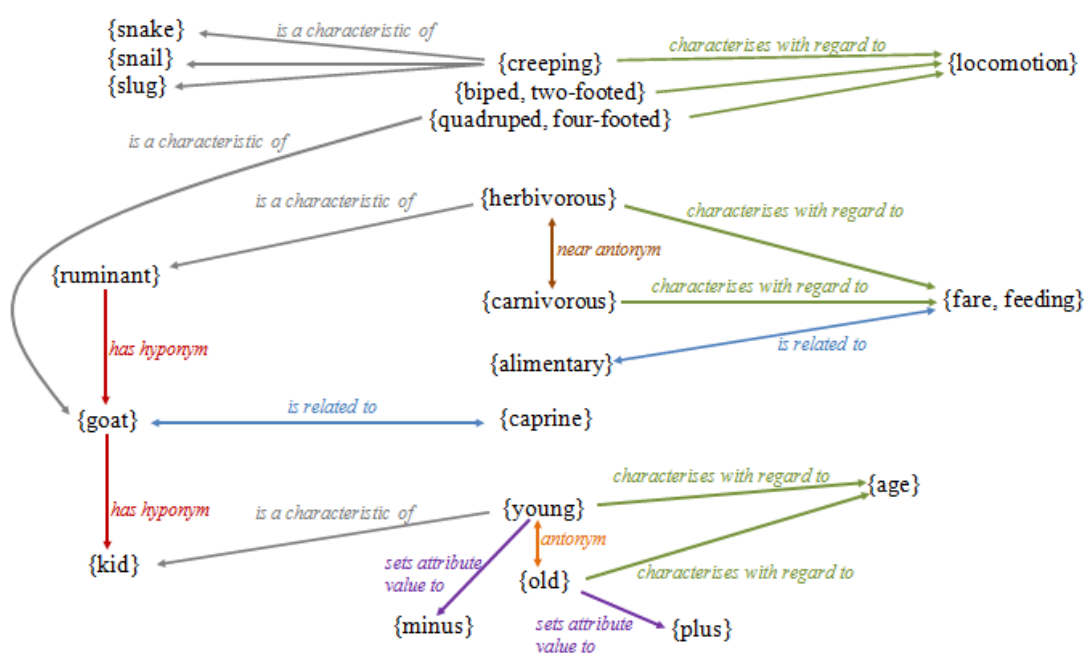 {snake}
is a characteristic of
{snail}
{slug}
{creeping}
characterises with regard to
{locomotion}
{biped, two-footed}
{quadruped, four-footed}
is a characteristic of
{herbivorous}
is a characteristic of
characterises with regard to
near antonym
{ruminant}
{carnivorous}
characterises with regard to
{fare, feeding}
has hyponym
is related to
{alimentary}
{goat}
is related to
{caprine}
characterises with regard to
{age}
has hyponym
is a characteristic of
{young}
antonym
{kid}
sets attribute
value to
{old}
characterises with regard to
{minus}
sets attribute
value to
{plus}